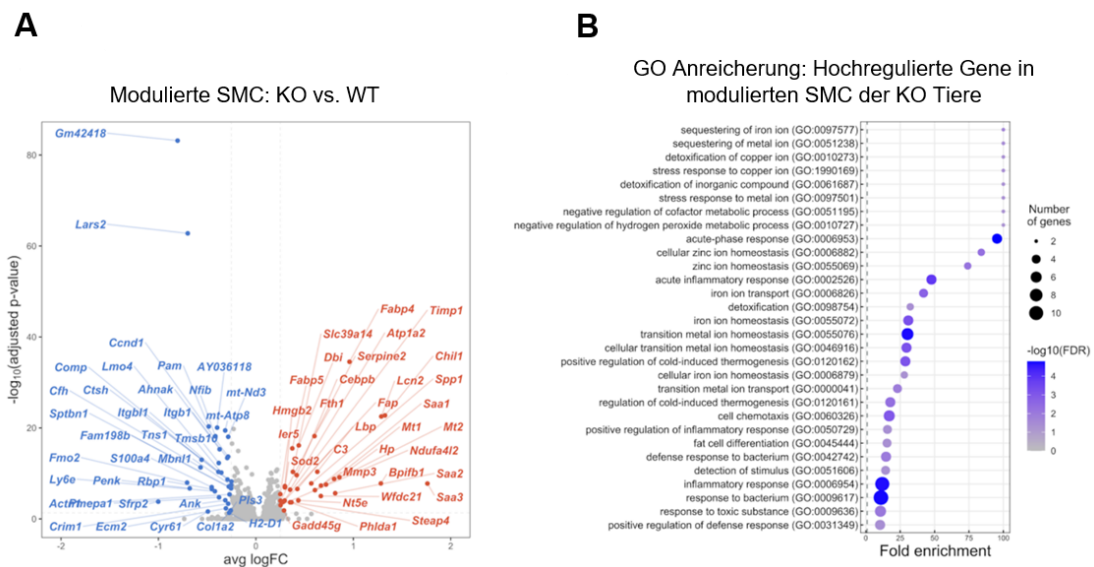 A
B
Modulierte SMC: KO vs. WT
GO Anreicherung: Hochregulierte Gene in
modulierten SMC der KO Tiere
-log10(adjusted p-value)
80
60
40
20
0
-2
-1
0
1
2
avg logFC
Gm42418
Lars2
Ccnd1
Comp
Lmo4
Pam
AY036118
Cfh
Ctsh
Ahnak
Nfib
mt-Nd3
Sptbn1
Itgbl1
Itgb1
mt-Atp8
Fam198b
Tns1
Tmsb10
Fmo2
S100a4
Mbnl1
Ly6e
Penk
Rbp1
Pmepa1
Sfrp2
Ank
Pls3
Crim1
Ecm2
Cyr61
Col1a2
H2-D1
Fabp4
Timp1
Slc39a14
Atp1a2
Dbi
Serpine2
Chil1
Fabp5
Cebpb
Lcn2
Spp1
Hmgb2
Fth1
Fap
Saa1
Ier5
Lbp
Mt1
Mt2
C3
Hp
Ndufa4l2
Sod2
Mmp3
Bpifb1
Saa2
Nt5e
Wfdc21
Saa3
Gadd45g
Phlda1
Steap4
sequestering of iron ion (GO:0097577)
sequestering of metal ion (GO:0051238)
detoxification of copper ion (GO:0010273)
stress response to copper ion (GO:1990169)
detoxification of inorganic compound (GO:0061687)
stress response to metal ion (GO:0097501)
negative regulation of cofactor metabolic process (GO:0051195)
negative regulation of hydrogen peroxide metabolic process (GO:0010727)
acute-phase response (GO:0006953)
cellular zinc ion homeostasis (GO:0006882)
zinc ion homeostasis (GO:0055069)
acute inflammatory response (GO:0002526)
iron ion transport (GO:0006826)
detoxification (GO:0098754)
iron ion homeostasis (GO:0055072)
transition metal ion homeostasis (GO:0055076)
cellular transition metal ion homeostasis (GO:0046916)
positive regulation of cold-induced thermogenesis (GO:0120162)
cellular iron ion homeostasis (GO:0006879)
transition metal ion transport (GO:0000041)
regulation of cold-induced thermogenesis (GO:0120161)
cell chemotaxis (GO:0060326)
positive regulation of inflammatory response (GO:0050729)
fat cell differentiation (GO:0045444)
defense response to bacterium (GO:0042742)
detection of stimulus (GO:0051606)
inflammatory response (GO:0006954)
response to bacterium (GO:0009617)
response to toxic substance (GO:0009636)
positive regulation of defense response (GO:0031349)
0
25
50
75
100
Fold enrichment
Number
of genes
2
4
6
8
10
-log10(FDR)
4
3
2
1
0